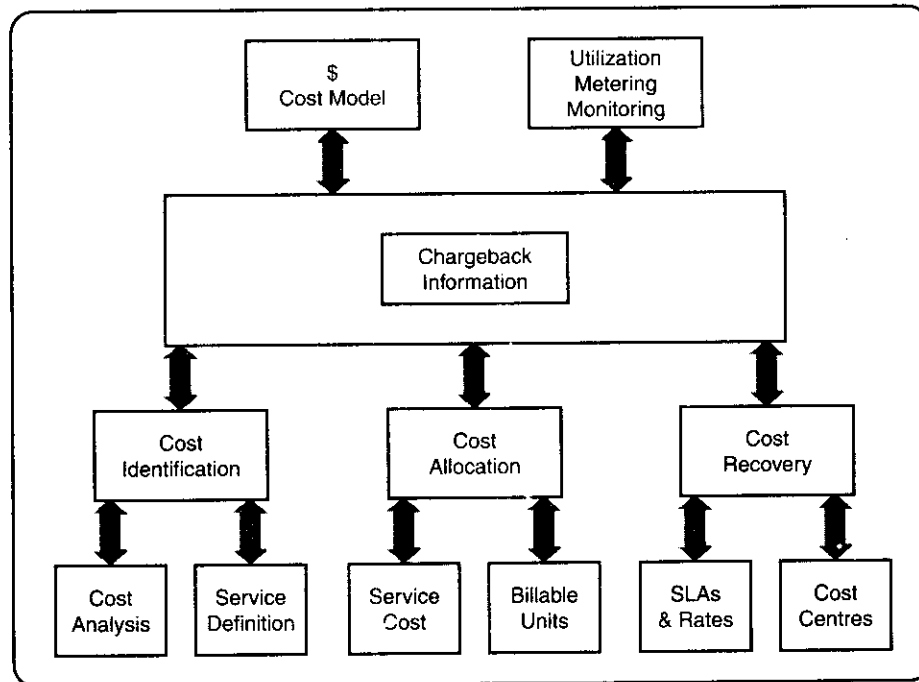 $
Cost Model
Utilization
Metering
Monitoring
Chargeback
Information
Cost
Identification
Cost
Allocation
Cost
Recovery
Cost
Analysis
Service
Definition
Service
Cost
Billable
Units
SLAs
& Rates
Cost
Centres